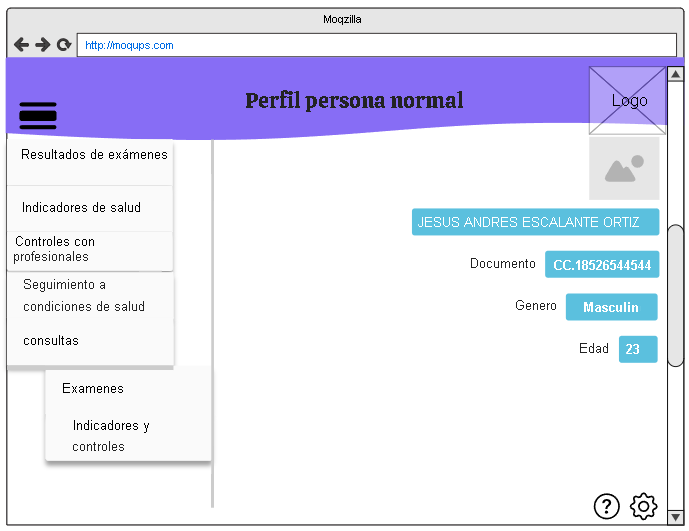 Moqzilla
http://moqups.com
Perfil persona normal
Logo
Resultados de exámenes
Indicadores de salud
Controles con
profesionales
Seguimiento a
condiciones de salud
consultas
Examenes
Indicadores y
controles
JESUS ANDRES ESCALANTE ORTIZ
Documento CC.18526544544
Genero Masculin
Edad 23
?